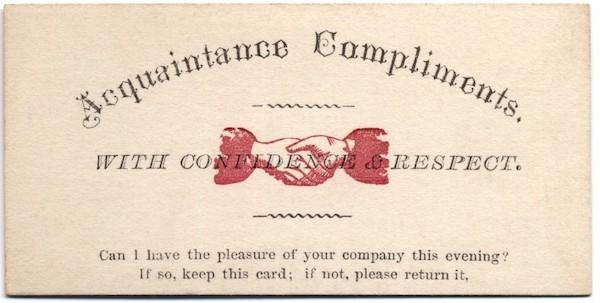 Acquaintance Compliments.
WITH CONFIDENCE & RESPECT.
Can I have the pleasure of your company this evening?
If so, keep this card; if not, please return it.